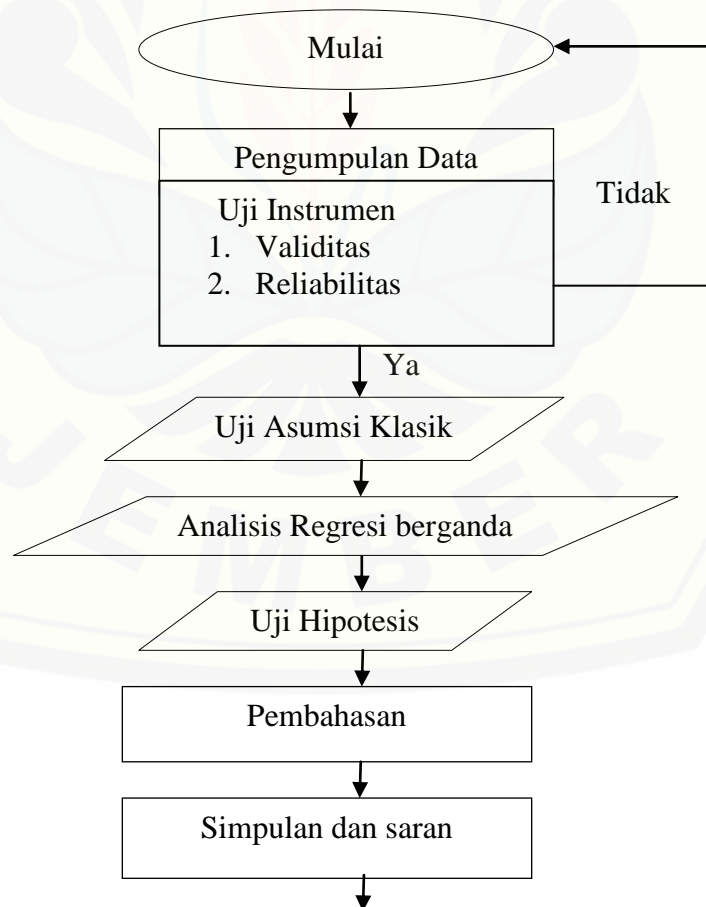 Mulai
Pengumpulan Data
Tidak
Uji Instrumen
1. Validitas
2. Reliabilitas
Ya
Uji Asumsi Klasik
Analisis Regresi berganda
Uji Hipotesis
Pembahasan
Simpulan dan saran
JEMBER